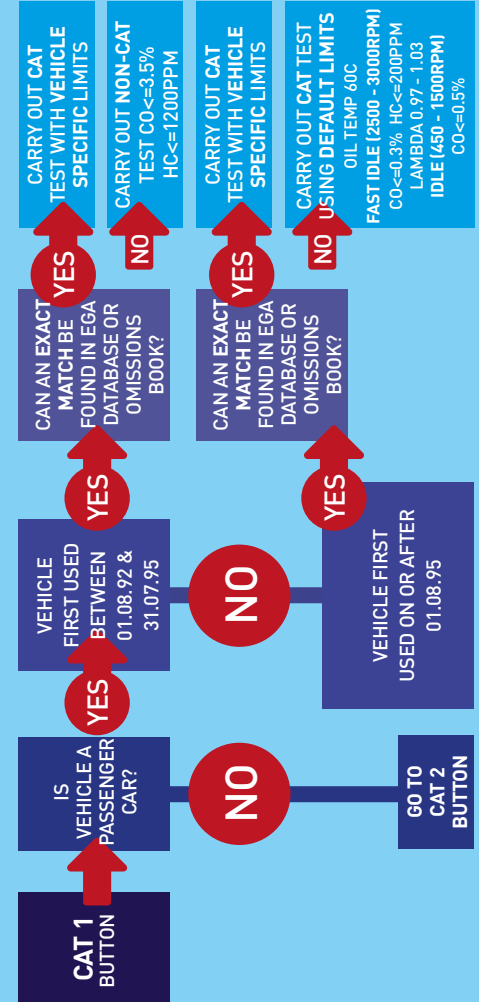 CAT 1
BUTTON
IS
VEHICLE A
PASSENGER
CAR?
YES
VEHICLE
FIRST USED
BETWEEN
01.08.92 &
31.07.95
YES
CAN AN EXACT
MATCH BE
FOUND IN EGA
DATABASE OR
OMISSIONS
BOOK?
YES
CARRY OUT CAT
TEST WITH VEHICLE
SPECIFIC LIMITS
NO
CARRY OUT NON-CAT
TEST CO<=3.5%
HC<=1200PPM
NO
GO TO
CAT 2
BUTTON
NO
VEHICLE FIRST
USED ON OR AFTER
01.08.95
YES
CAN AN EXACT
MATCH BE
FOUND IN EGA
DATABASE OR
OMISSIONS
BOOK?
YES
CARRY OUT CAT
TEST WITH VEHICLE
SPECIFIC LIMITS
NO
CARRY OUT CAT TEST
USING DEFAULT LIMITS
OIL TEMP 60C
FAST IDLE (2500 - 3000RPM)
CO<=0.3% HC<=200PPM
LAMBDA 0.97 - 1.03
IDLE (450 - 1500RPM)
CO<=0.5%